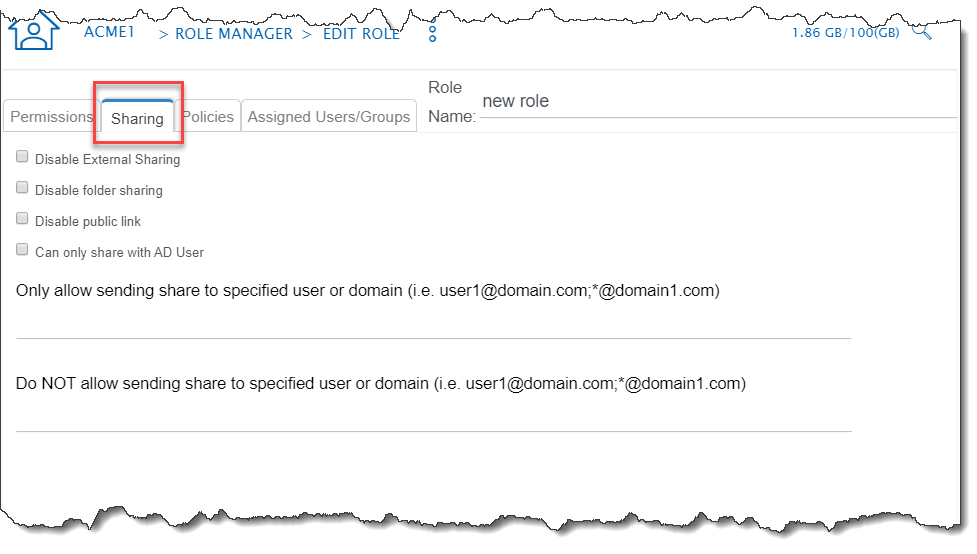 ACME1 > ROLE MANAGER > EDIT ROLE 1.86 GB/100(GB)
Permissions Sharing Policies Assigned Users/Groups Role Name: new role
Disable External Sharing
Disable folder sharing
Disable public link
Can only share with AD User
Only allow sending share to specified user or domain (i.e. user1@domain.com;*@domain1.com)
Do NOT allow sending share to specified user or domain (i.e. user1@domain.com;*@domain1.com)